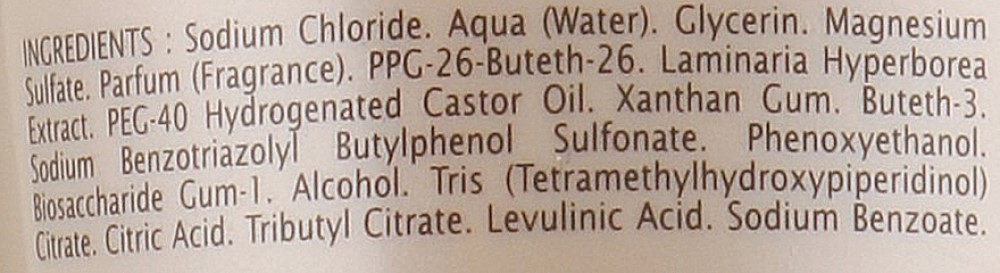 INGREDIENTS : Sodium Chloride. Aqua (Water). Glycerin. Magnesium
Sulfate. Parfum (Fragrance). PPG-26-Buteth-26. Laminaria Hyperborea
Extract. PEG-40 Hydrogenated Castor Oil. Xanthan Gum. Buteth-3.
Sodium Benzotriazolyl Butylphenol Sulfonate. Phenoxyethanol.
Biosaccharide Gum-1. Alcohol. Tris (Tetramethylhydroxypiperidinol)
Citrate. Citric Acid. Tributyl Citrate. Levulinic Acid. Sodium Benzoate.